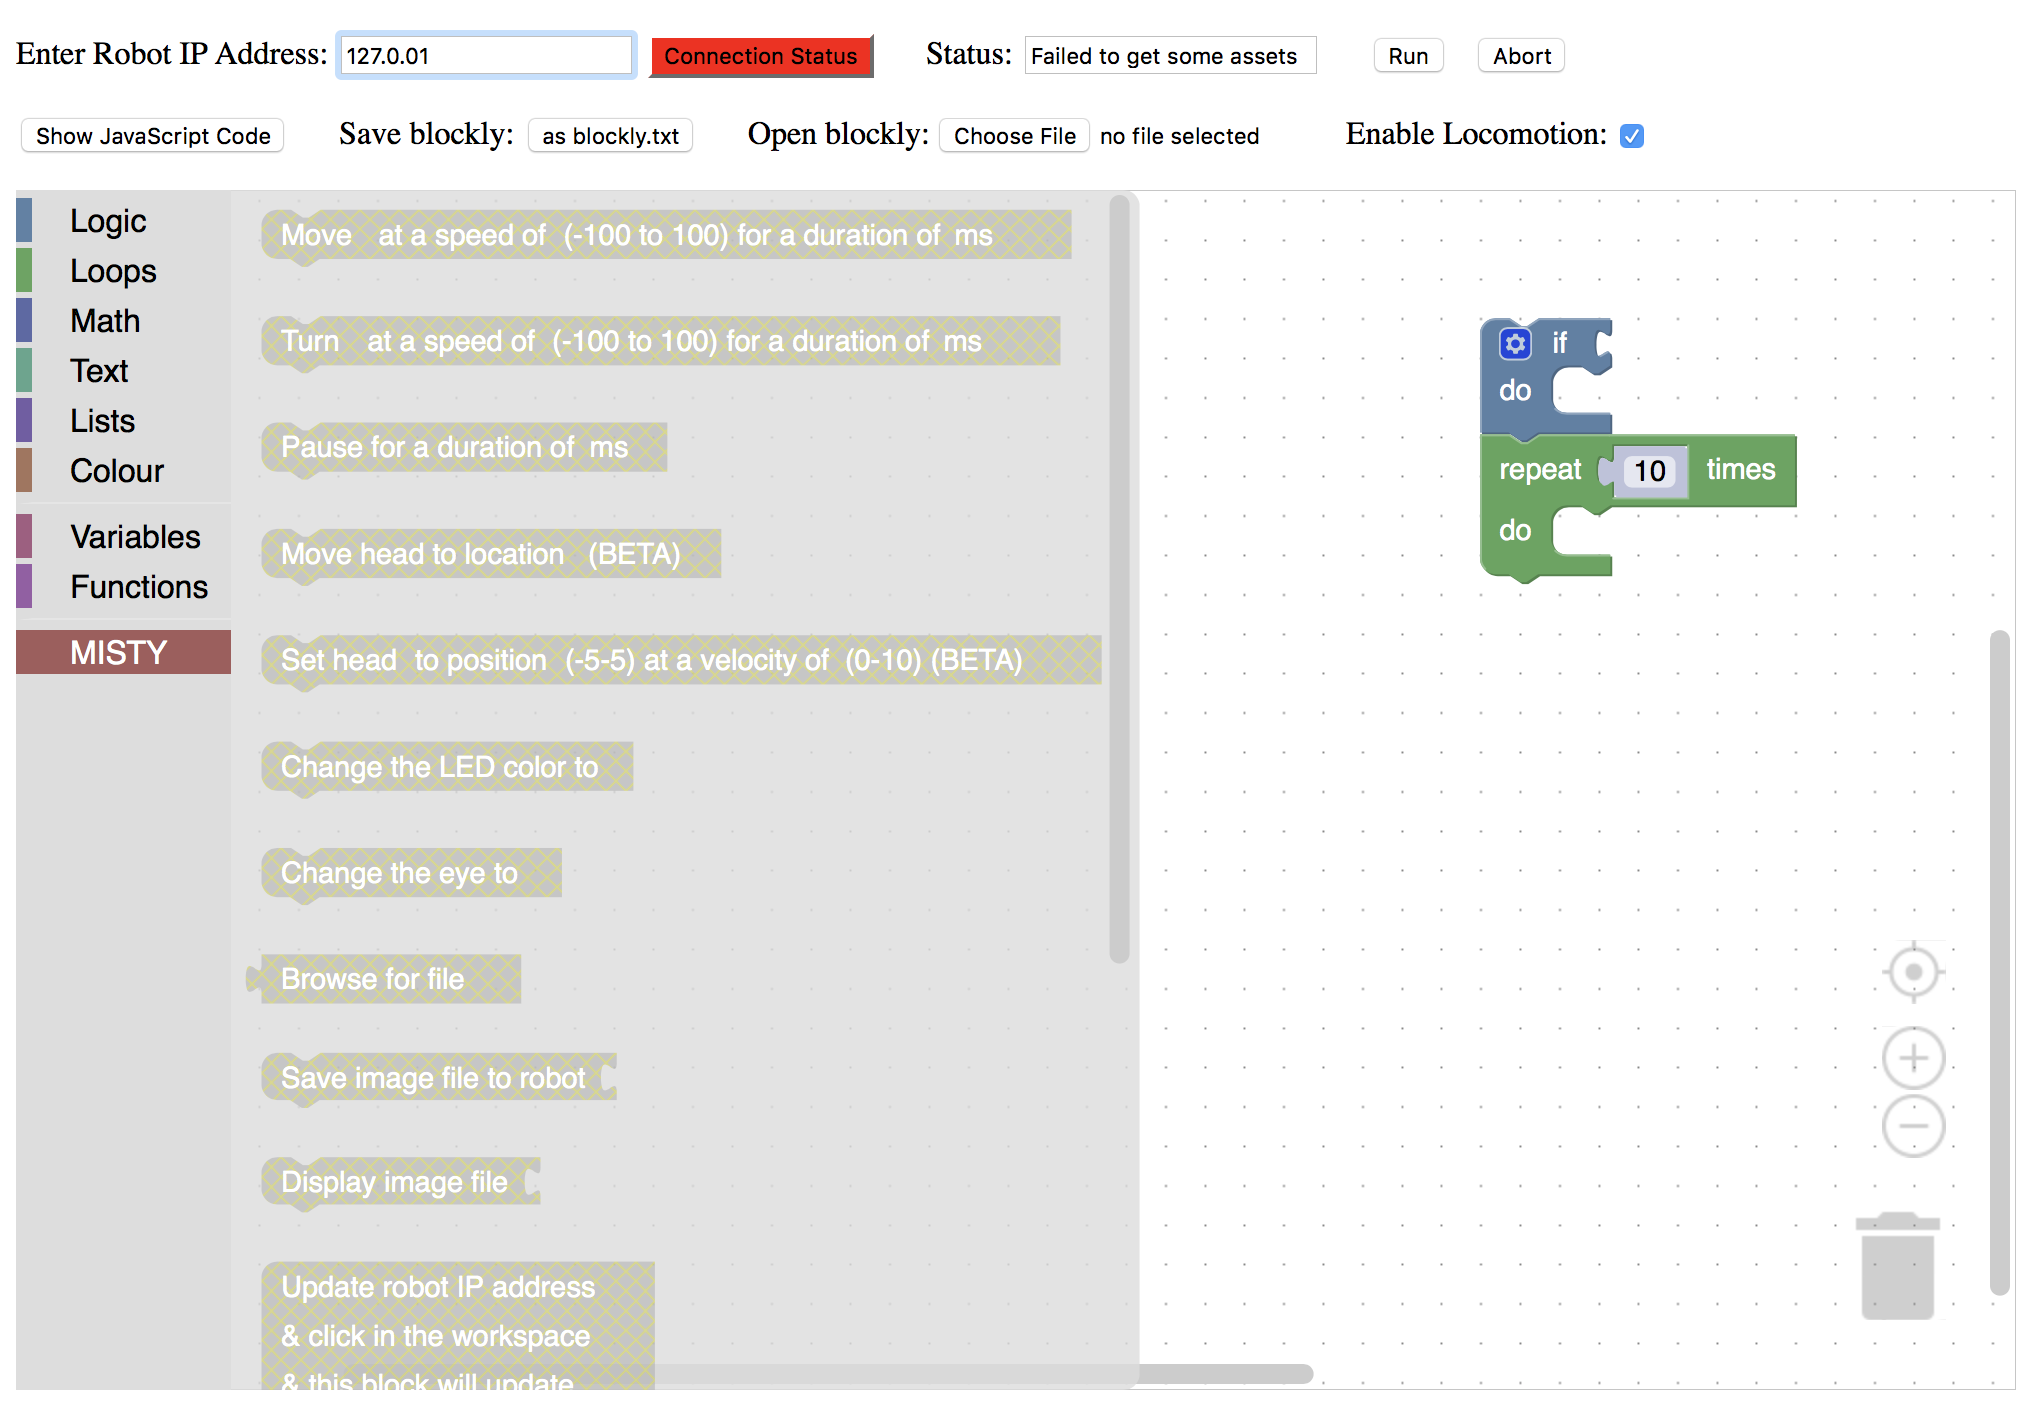 Enter Robot IP Address: 127.0.01 Connection Status Status: Failed to get some assets Run Abort
Show JavaScript Code Save blockly: as blockly.txt Open blockly: Choose File no file selected Enable Locomotion:
Logic
Loops
Math
Text
Lists
Colour
Variables
Functions
MISTY
Move at a speed of (-100 to 100) for a duration of ms
Turn at a speed of (-100 to 100) for a duration of ms
Pause for a duration of ms
Move head to location (BETA)
Set head to position (-5-5) at a velocity of (0-10) (BETA)
Change the LED color to
Change the eye to
Browse for file
Save image file to robot
Display image file
Update robot IP address
& click in the workspace
& this block will update
if
do
repeat 10 times
do